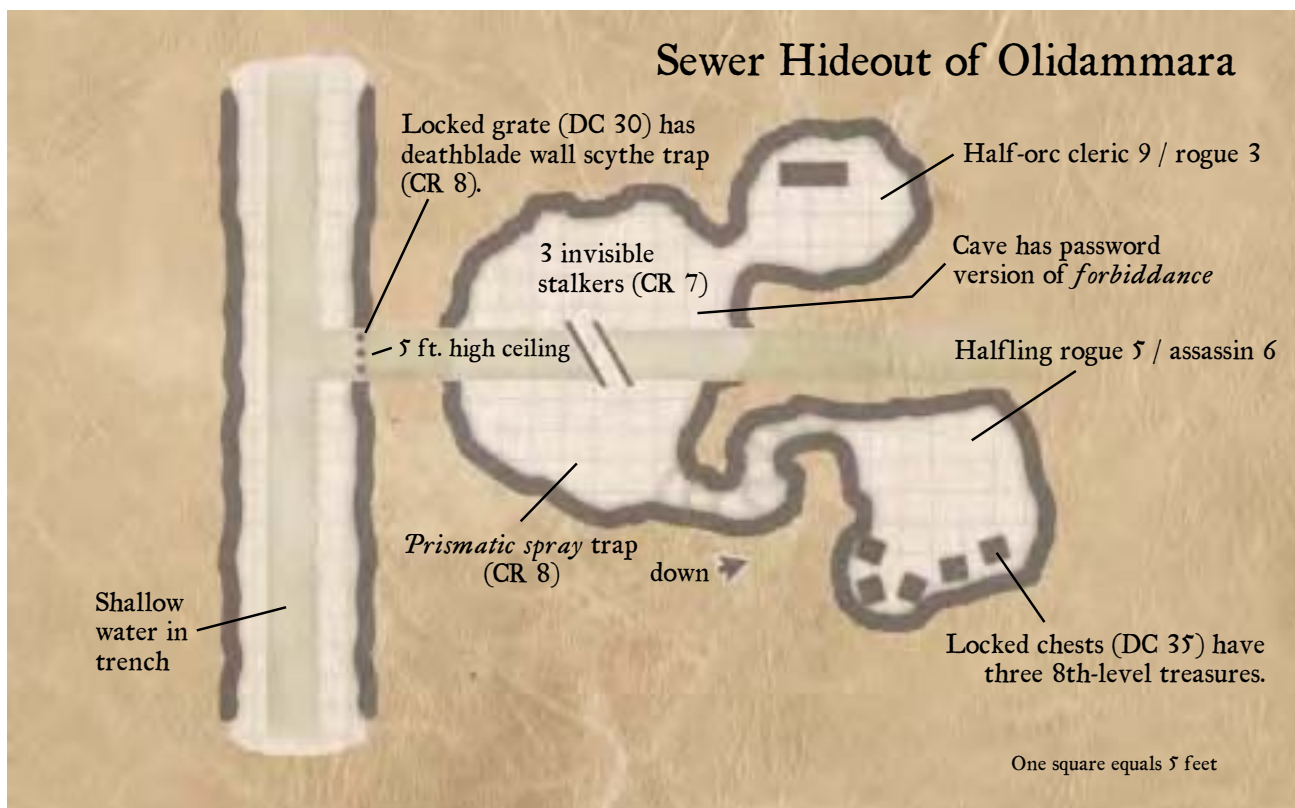 Sewer Hideout of Olidammara
Locked grate (DC 30) has
deathblade wall scythe trap
(CR 8).
Half-orc cleric 9 / rogue 3
3 invisible
stalkers (CR 7)
Cave has password
version of forbiddance
5 ft. high ceiling
Halfling rogue 5 / assassin 6
Prismatic spray trap
(CR 8)
down
Shallow
water in
trench
Locked chests (DC 35) have
three 8th-level treasures.
One square equals 5 feet